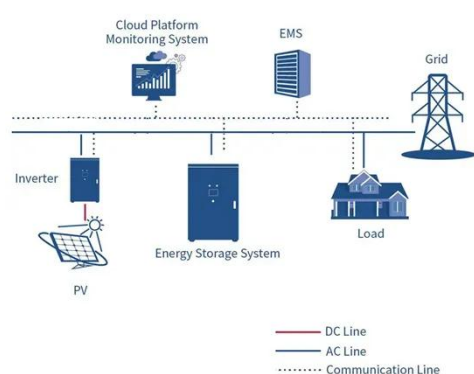 Cloud Platform
Monitoring System
EMS
Grid
Inverter
Energy Storage System
Load
PV
DC Line
AC Line
Communication Line